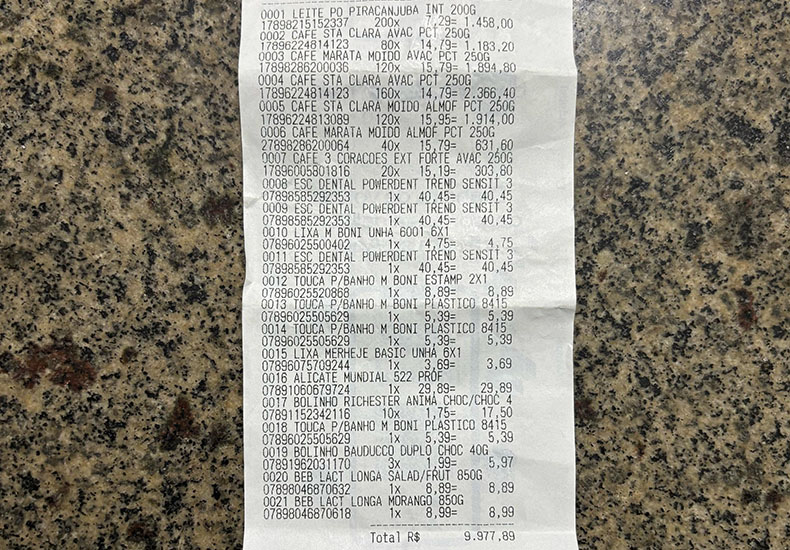 0001 LEITE PO PIRACANJUBA INT 200G
17898215152337 200x 7,29= 1.458,00
0002 CAFE STA CLARA AVAC PCT 250G
17896224814123 80x 14,79= 1.183,20
0003 CAFE MARATA MOIDO AVAC PCT 250G
17898286200036 120x 15,79= 1.894,80
0004 CAFE STA CLARA AVAC PCT 250G
17896224814123 160x 14,79= 2.366,40
0005 CAFE STA CLARA MOIDO ALMOF PCT 250G
17896224813089 120x 15,95= 1.914,00
0006 CAFE MARATA MOIDO ALMOF PCT 250G
27898286200064 40x 15,79= 631,60
0007 CAFE 3 CORACOES EXT FORTE AVAC 250G
17896005801816 20x 15,19= 303,80
0008 ESC DENTAL POWERDENT TREND SENSIT 3
07898585292353 1x 40,45= 40,45
0009 ESC DENTAL POWERDENT TREND SENSIT 3
07898585292353 1x 40,45= 40,45
0010 LIXA M BONI UNHA 6001 6X1
07896025500402 1x 4,75= 4,75
0011 ESC DENTAL POWERDENT TREND SENSIT 3
07898585292353 1x 40,45= 40,45
0012 TOUCA P/BANHO M BONI ESTAMP 2X1
07896025520868 1x 8,89= 8,89
0013 TOUCA P/BANHO M BONI PLASTICO 8415
07896025505629 1x 5,39= 5,39
0014 TOUCA P/BANHO M BONI PLASTICO 8415
07896025505629 1x 5,39= 5,39
0015 LIXA MERHEJE BASIC UNHA 6X1
07896075709244 1x 3,69= 3,69
0016 ALICATE MUNDIAL 522 PROF
07891060679724 1x 29,89= 29,89
0017 BOLINHO RICHESTER ANIMA CHOC/CHOC 4
07891152342116 10x 1,75= 17,50
0018 TOUCA P/BANHO M BONI PLASTICO 8415
07896025505629 1x 5,39= 5,39
0019 BOLINHO BAUDUCCO DUPLO CHOC 40G
07891962031170 3x 1,99= 5,97
0020 BEB LACT LONGA SALAD/FRUT 850G
07898046870632 1x 8,89= 8,89
0021 BEB LACT LONGA MORANGO 850G
07898046870618 1x 8,99= 8,99
Total R$ 9.977,89